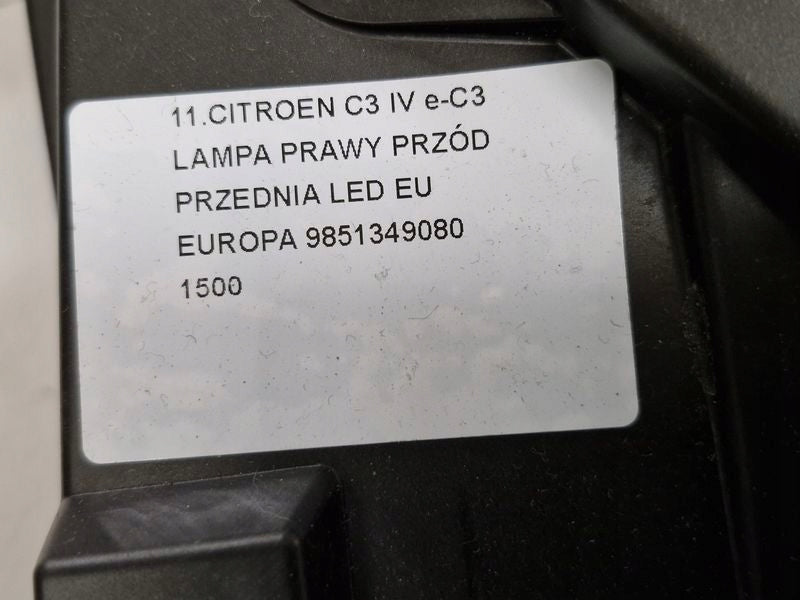 11.CITROEN C3 IV e-C3
LAMPA PRAWY PRZÓD
PRZEDNIA LED EU
EUROPA 9851349080
1500